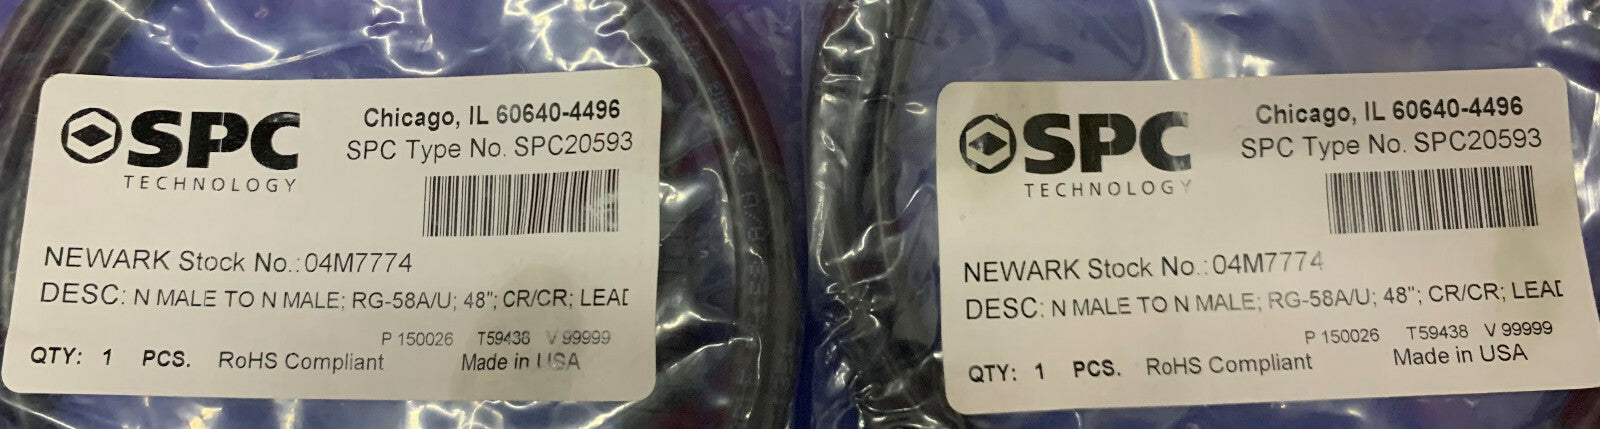 SPC
TECHNOLOGY
Chicago, IL 60640-4496
SPC Type No. SPC20593
NEWARK Stock No.:04M7774
DESC: N MALE TO N MALE; RG-58A/U; 48"; CR/CR; LEAD
P 150026 T59438 V 99999
QTY: 1 PCS. RoHS Compliant Made in USA
SPC
TECHNOLOGY
Chicago, IL 60640-4496
SPC Type No. SPC20593
NEWARK Stock No.:04M7774
DESC: N MALE TO N MALE; RG-58A/U; 48"; CR/CR; LEAD
P 150026 T59438 V 99999
QTY: 1 PCS. RoHS Compliant Made in USA